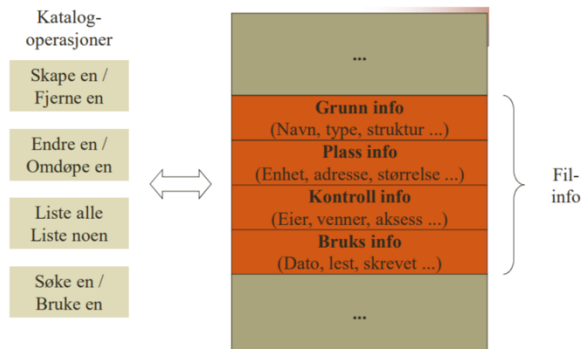 Katalog-
operasjoner
Skape en /
Fjerne en
Endre en /
Omdøpe en
Liste alle
Liste noen
Søke en /
Bruke en
...
Grunn info
(Navn, type, struktur ...)
Plass info
(Enhet, adresse, størrelse ...)
Kontroll info
(Eier, venner, aksess ...)
Bruks info
(Dato, lest, skrevet ...)
...
Fil-
info